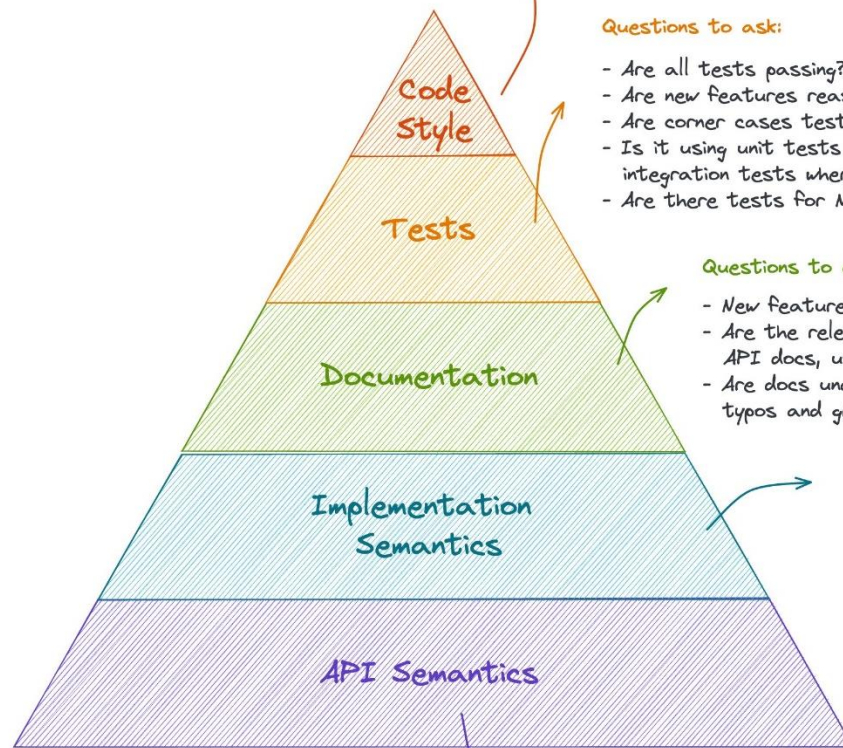 Code
Style
Questions to ask:
- Are all tests passing?
- Are new features
- Are corner cases
- Is it using unit tests
integration tests
- Are there tests for
Tests
Questions to
- New
- Are the
API docs,
- Are docs
typos and
Documentation
Implementation
Semantics
API Semantics